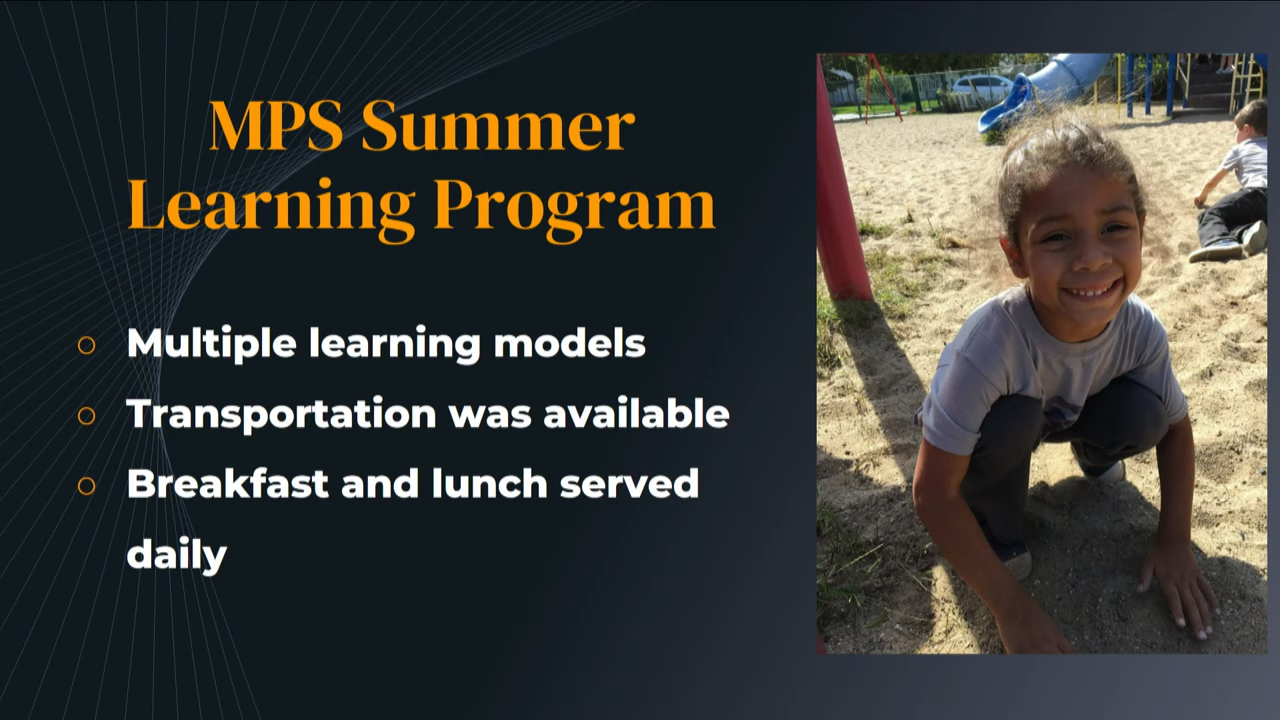 MPS Summer
Learning Program
○ Multiple learning models
○ Transportation was available
○ Breakfast and lunch served
daily